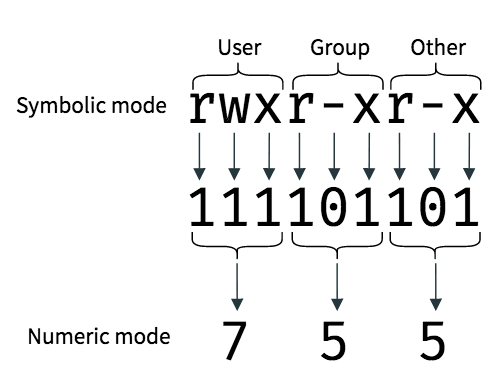 User Group Other
Symbolic mode rwxr-xr-x
111101101
Numeric mode 7 5 5